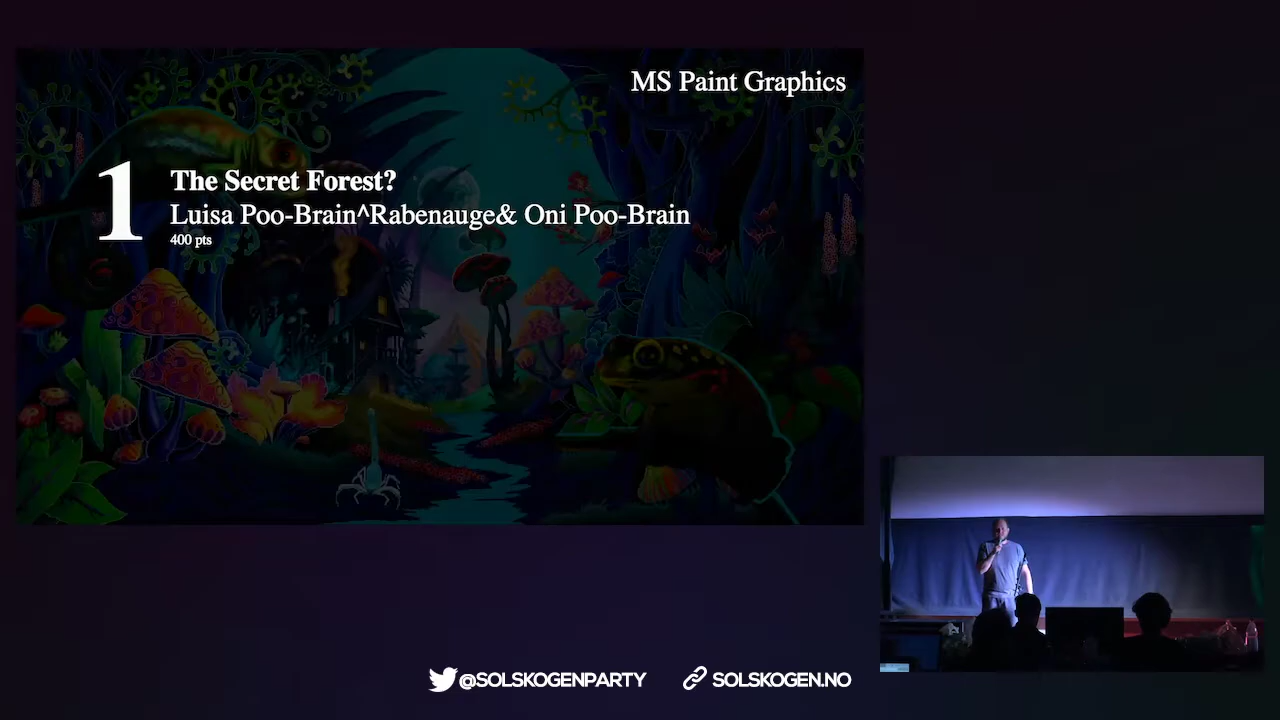 MS Paint Graphics
1
The Secret Forest?
Luisa Poo-Brain^Rabenauge& Oni Poo-Brain
400 pts
@SOLSKOGENPARTY
SOLSKOGEN.NO